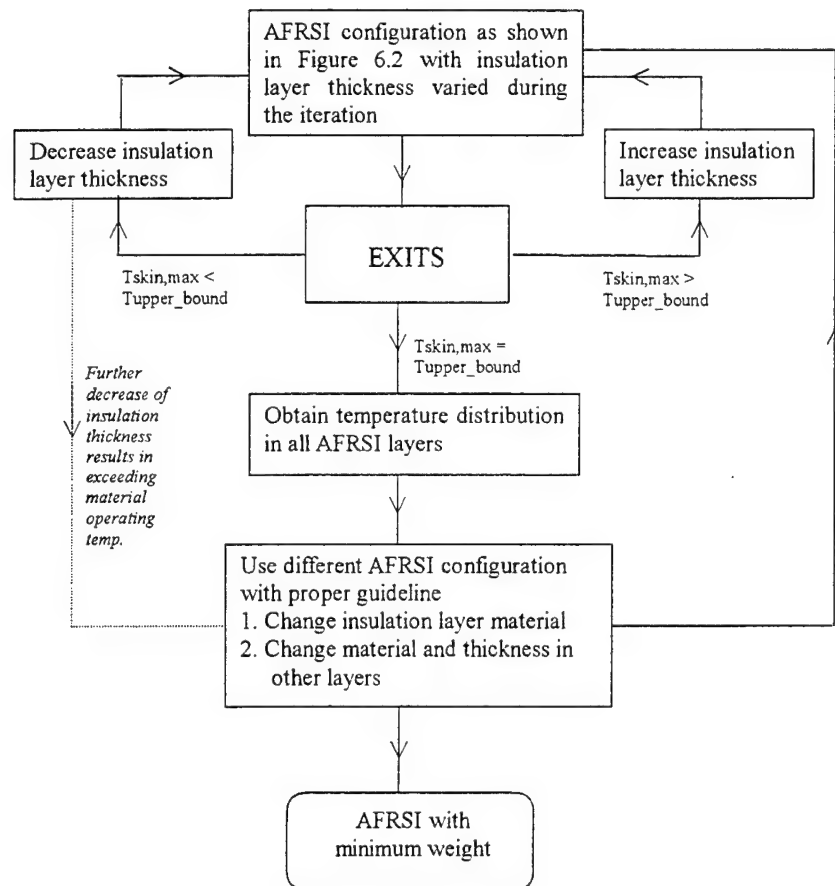 AFRSI configuration as shown
in Figure 6.2 with insulation
layer thickness varied during
the iteration
Decrease insulation
layer thickness
Increase insulation
layer thickness
EXITS
Tskin,max <
Tupper_bound
Tskin,max >
Tupper_bound
Tskin,max =
Tupper_bound
Further
decrease of
insulation
thickness
results in
exceeding
material
operating
temp.
Obtain temperature distribution
in all AFRSI layers
Use different AFRSI configuration
with proper guideline
1. Change insulation layer material
2. Change material and thickness in
other layers
AFRSI with
minimum weight